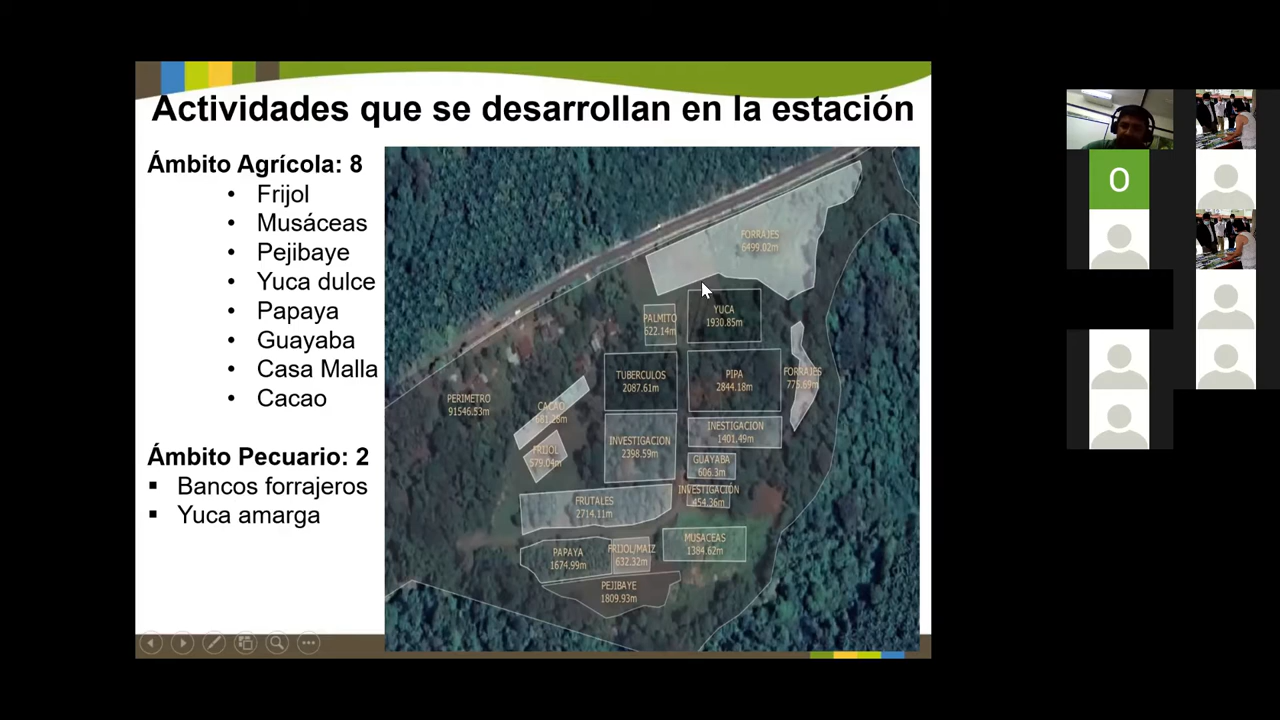 Actividades que se desarrollan en la estación
Ámbito Agrícola: 8
• Frijol
• Musáceas
• Pejibaye
• Yuca dulce
• Papaya
• Guayaba
• Casa Malla
• Cacao
Ámbito Pecuario: 2
▪ Bancos forrajeros
▪ Yuca amarga
FORRAJES
6499.02m
PALMITO
622.14m
YUCA
1930.85m
TUBERCULOS
2087.61m
PIPA
2844.18m
FORRAJES
775.69m
PERIMETRO
91546.53m
CACAO
681.28m
FRIJOL
579.04m
INVESTIGACION
2398.59m
INESTIGACION
1401.49m
GUAYABA
606.3m
INVESTIGACIÓN
454.36m
FRUTALES
2714.11m
PAPAYA
1674.99m
FRIJOL/MAIZ
632.32m
MUSACEAS
1384.62m
PEJIBAYE
1809.93m
O